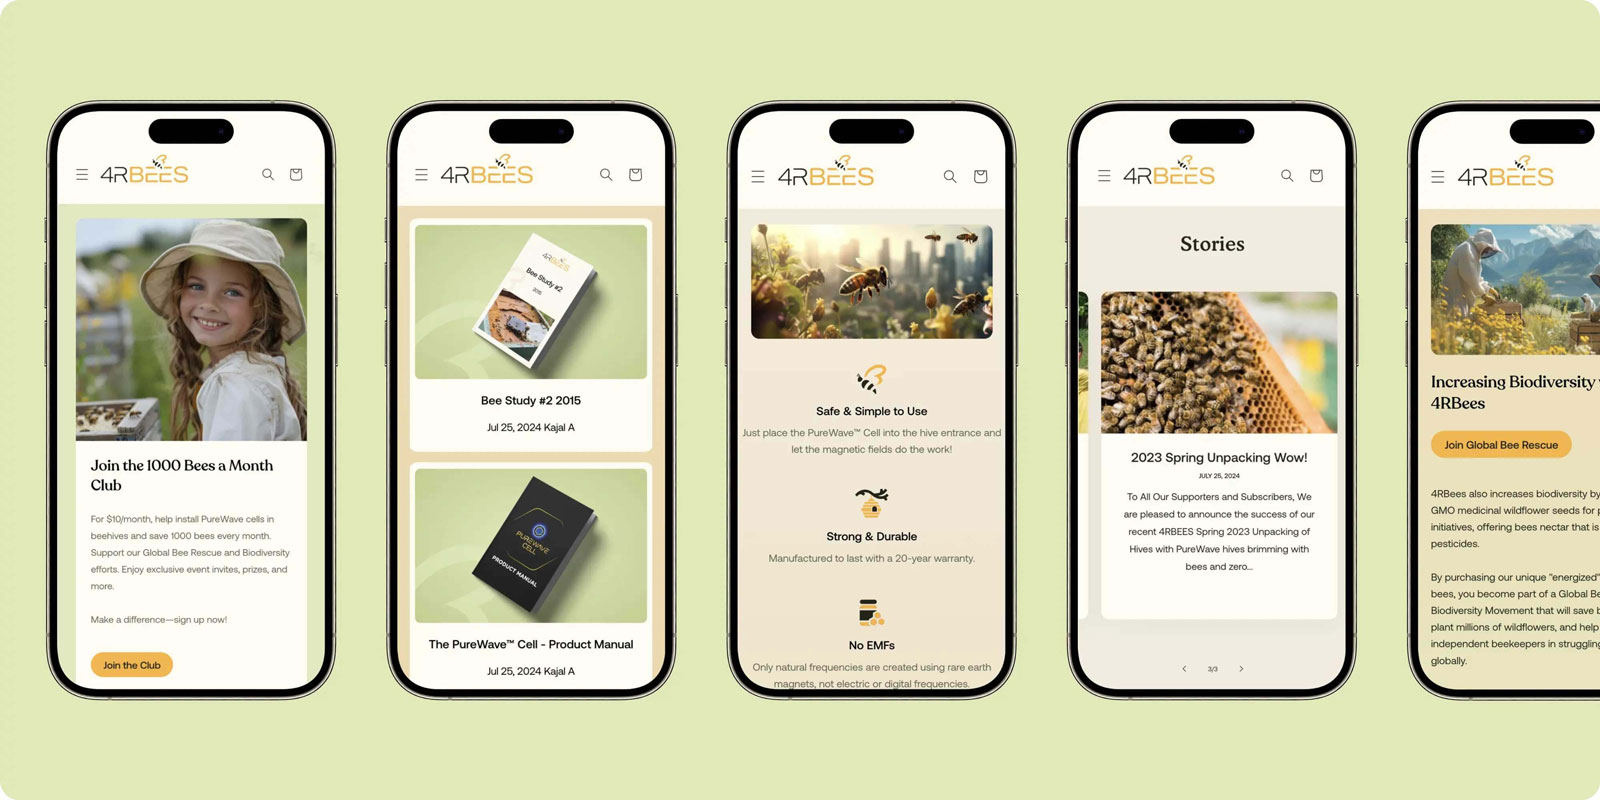 4RBEES
Join the 1000 Bees a Month
Club
For $10/month, help install PureWave cells in
beehives and save 1000 bees every month.
Support our Global Bee Rescue and Biodiversity
efforts. Enjoy exclusive event invites, prizes, and
more.
Make a difference—sign up now!
Join the Club
4RBEES
4RBEES
Bee Study #2
2015
Bee Study #2 2015
Jul 25, 2024 Kajal A
PUREWAVE
CELL
PRODUCT MANUAL
The PureWave™ Cell - Product Manual
Jul 25, 2024 Kajal A
4RBEES
Safe & Simple to Use
Just place the PureWave™ Cell into the hive entrance and
let the magnetic fields do the work!
Strong & Durable
Manufactured to last with a 20-year warranty.
No EMFs
Only natural frequencies are created using rare earth
magnets, not electric or digital frequencies.
4RBEES
Stories
2023 Spring Unpacking Wow!
JULY 25, 2024
To All Our Supporters and Subscribers, We
are pleased to announce the success of our
recent 4RBEES Spring 2023 Unpacking of
Hives with PureWave hives brimming with
bees and zero...
3/3
4RBEES
Increasing Biodiversity
4RBees
Join Global Bee Rescue
4RBees also increases biodiversity by
GMO medicinal wildflower seeds for
initiatives, offering bees nectar that is
pesticides.
By purchasing our unique "energized"
bees, you become part of a Global
Biodiversity Movement that will save
plant millions of wildflowers, and help
independent beekeepers in
globally.